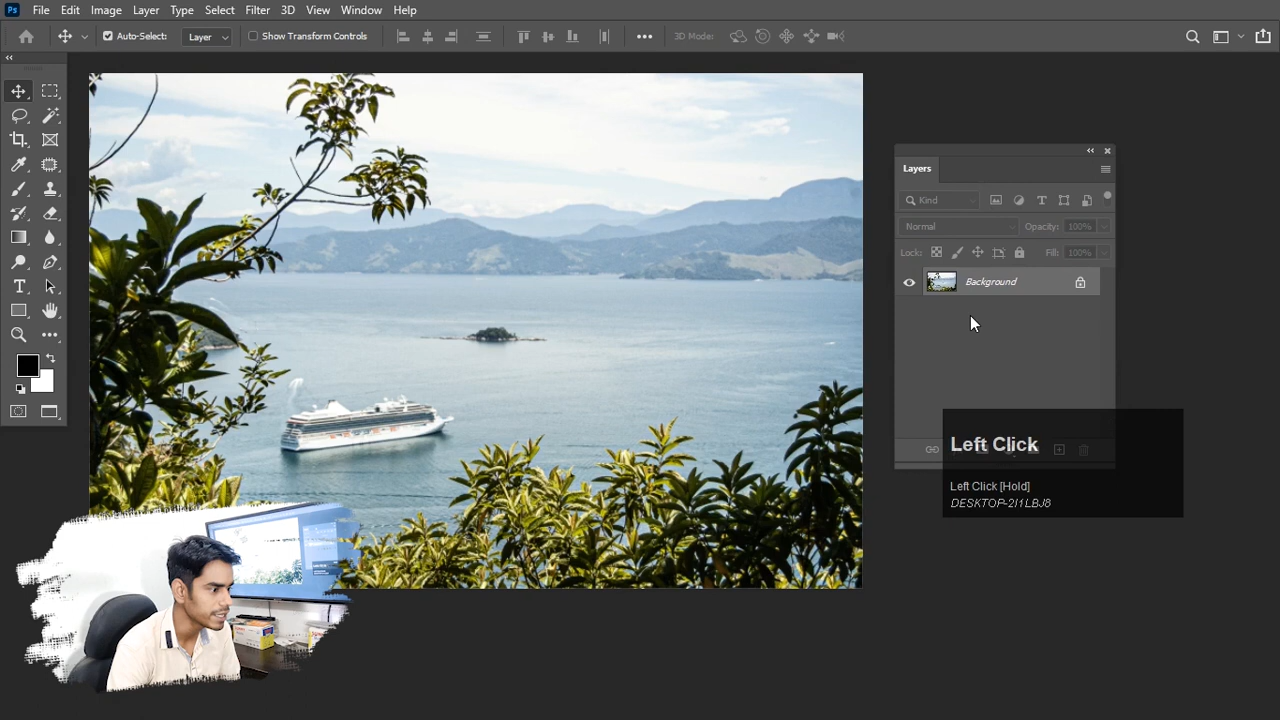 Ps File Edit Image Layer Type Select Filter 3D View Window Help
Auto-Select: Layer Show Transform Controls 3D Mode:
Layers
Kind
Normal Opacity: 100%
Lock: Fill: 100%
Background
Left Click
Left Click [Hold]
DESKTOP-2I1LBJ8